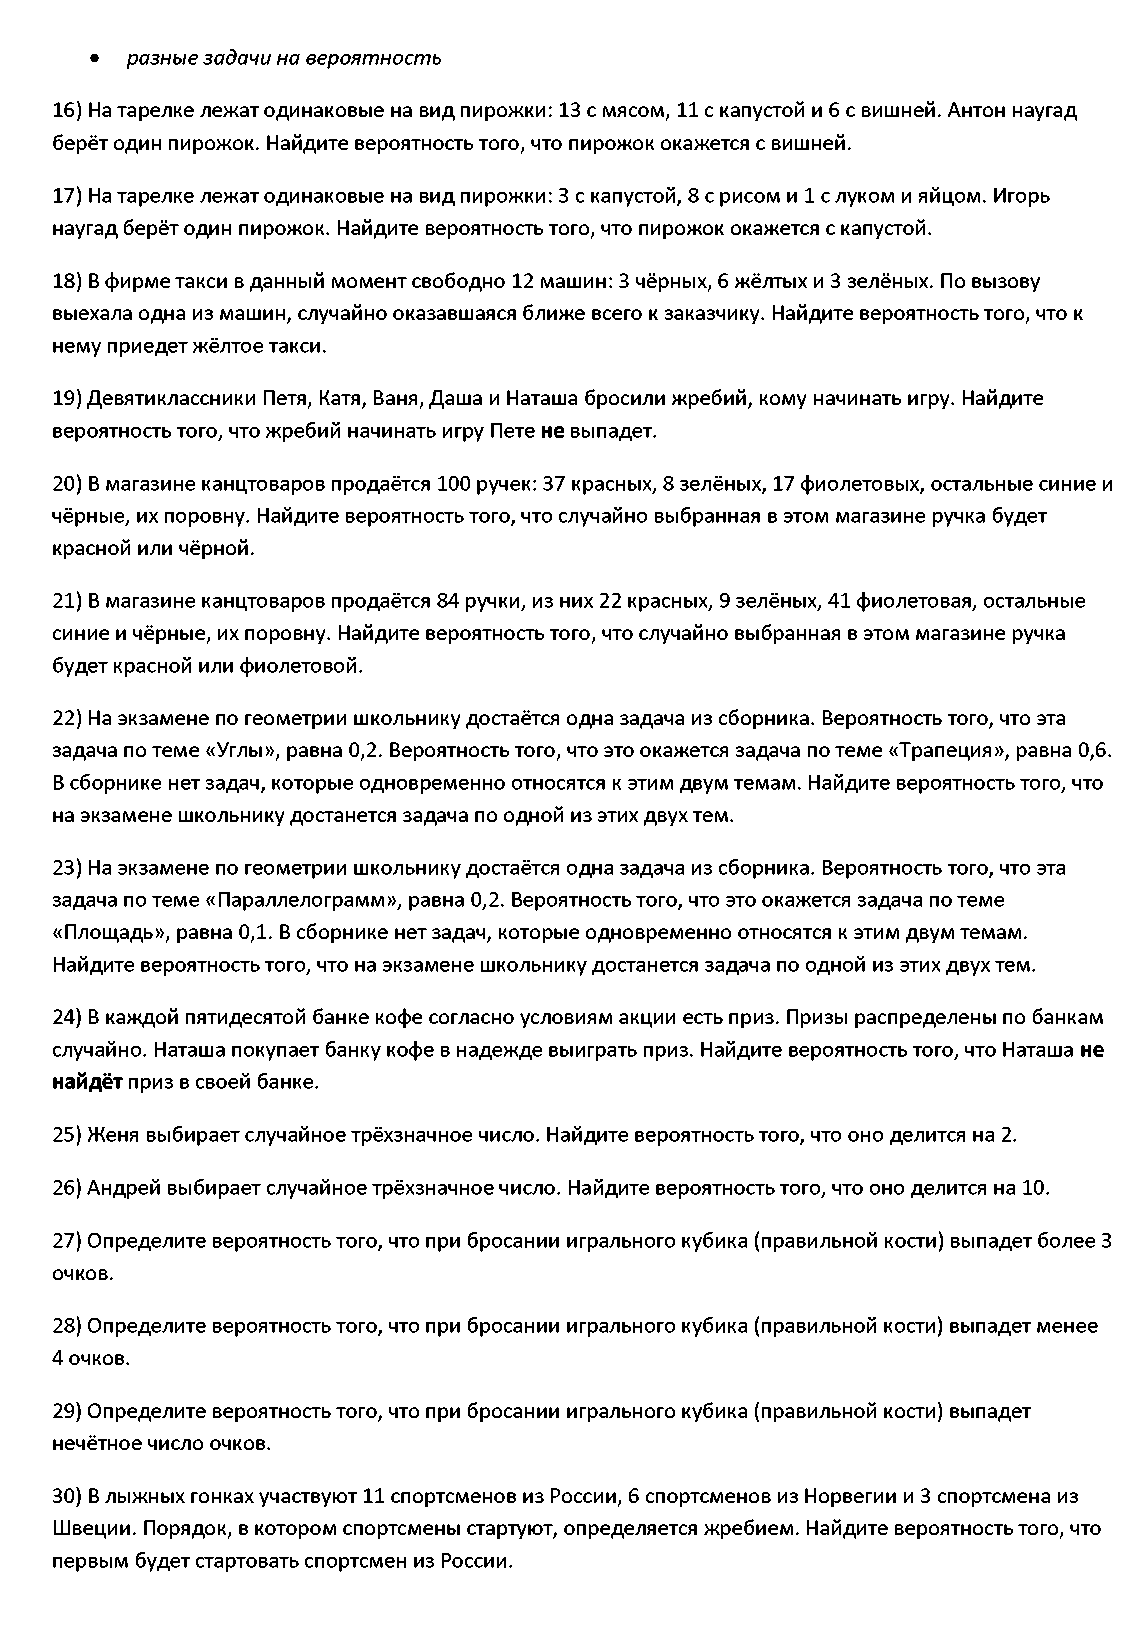 • разные задачи на вероятность
16) На тарелке лежат одинаковые на вид пирожки: 13 с мясом, 11 с капустой и 6 с вишней. Антон наугад
берёт один пирожок. Найдите вероятность того, что пирожок окажется с вишней.
17) На тарелке лежат одинаковые на вид пирожки: 3 с капустой, 8 с рисом и 1 с луком и яйцом. Игорь
наугад берёт один пирожок. Найдите вероятность того, что пирожок окажется с капустой.
18) В фирме такси в данный момент свободно 12 машин: 3 чёрных, 6 жёлтых и 3 зелёных. По вызову
выехала одна из машин, случайно оказавшаяся ближе всего к заказчику. Найдите вероятность того, что к
нему приедет жёлтое такси.
19) Девятиклассники Петя, Катя, Ваня, Даша и Наташа бросили жребий, кому начинать игру. Найдите
вероятность того, что жребий начинать игру Пете не выпадет.
20) В магазине канцтоваров продаётся 100 ручек: 37 красных, 8 зелёных, 17 фиолетовых, остальные синие и
чёрные, их поровну. Найдите вероятность того, что случайно выбранная в этом магазине ручка будет
красной или чёрной.
21) В магазине канцтоваров продаётся 84 ручки, из них 22 красных, 9 зелёных, 41 фиолетовая, остальные
синие и чёрные, их поровну. Найдите вероятность того, что случайно выбранная в этом магазине ручка
будет красной или фиолетовой.
22) На экзамене по геометрии школьнику достаётся одна задача из сборника. Вероятность того, что эта
задача по теме «Углы», равна 0,2. Вероятность того, что это окажется задача по теме «Трапеция», равна 0,6.
В сборнике нет задач, которые одновременно относятся к этим двум темам. Найдите вероятность того, что
на экзамене школьнику достанется задача по одной из этих двух тем.
23) На экзамене по геометрии школьнику достаётся одна задача из сборника. Вероятность того, что эта
задача по теме «Параллелограмм», равна 0,2. Вероятность того, что это окажется задача по теме
«Площадь», равна 0,1. В сборнике нет задач, которые одновременно относятся к этим двум темам.
Найдите вероятность того, что на экзамене школьнику достанется задача по одной из этих двух тем.
24) В каждой пятидесятой банке кофе согласно условиям акции есть приз. Призы распределены по банкам
случайно. Наташа покупает банку кофе в надежде выиграть приз. Найдите вероятность того, что Наташа не
найдёт приз в своей банке.
25) Женя выбирает случайное трёхзначное число. Найдите вероятность того, что оно делится на 2.
26) Андрей выбирает случайное трёхзначное число. Найдите вероятность того, что оно делится на 10.
27) Определите вероятность того, что при бросании игрального кубика (правильной кости) выпадет более 3
очков.
28) Определите вероятность того, что при бросании игрального кубика (правильной кости) выпадет менее
4 очков.
29) Определите вероятность того, что при бросании игрального кубика (правильной кости) выпадет
нечётное число очков.
30) В лыжных гонках участвуют 11 спортсменов из России, 6 спортсменов из Норвегии и 3 спортсмена из
Швеции. Порядок, в котором спортсмены стартуют, определяется жребием. Найдите вероятность того, что
первым будет стартовать спортсмен из России.